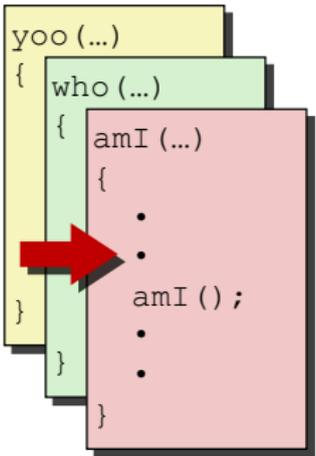 yoo(…)
{
}
who(…)
{
}
amI(…)
{
•
•
amI();
•
•
}